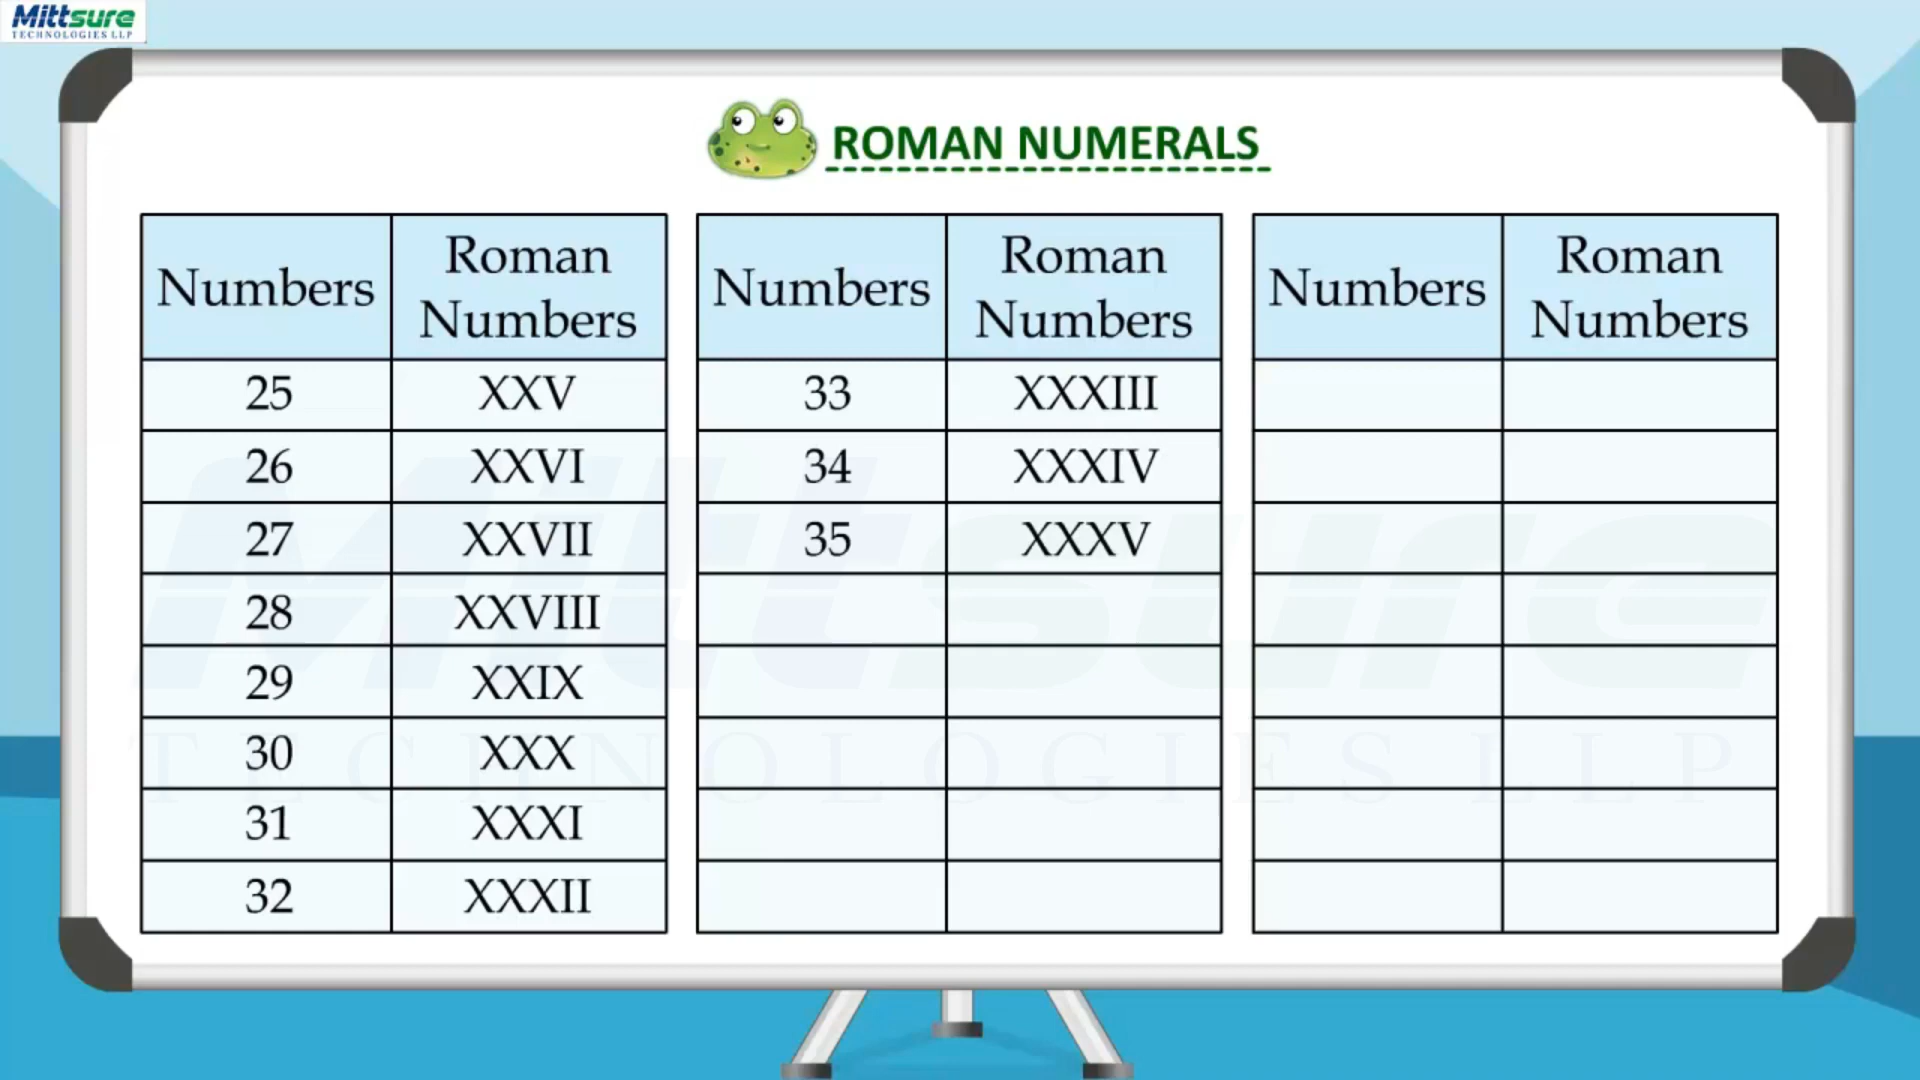 Mittsure
TECHNOLOGIES LLP
ROMAN NUMERALS
Numbers Roman Numbers
25 XXV
26 XXVI
27 XXVII
28 XXVIII
29 XXIX
30 XXX
31 XXXI
32 XXXII
Numbers Roman Numbers
33 XXXIII
34 XXXIV
35 XXXV
Numbers Roman Numbers
Mittsure
TECHNOLOGIES LLP